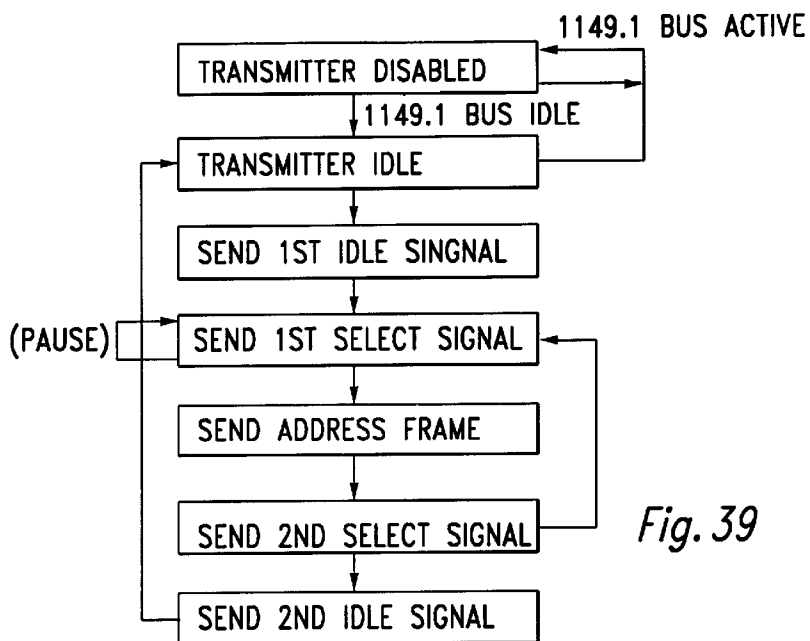 1149.1 BUS ACTIVE
TRANSMITTER DISABLED
1149.1 BUS IDLE
TRANSMITTER IDLE
SEND 1ST IDLE SINGNAL
(PAUSE)
SEND 1ST SELECT SIGNAL
SEND ADDRESS FRAME
SEND 2ND SELECT SIGNAL
Fig. 39
SEND 2ND IDLE SIGNAL